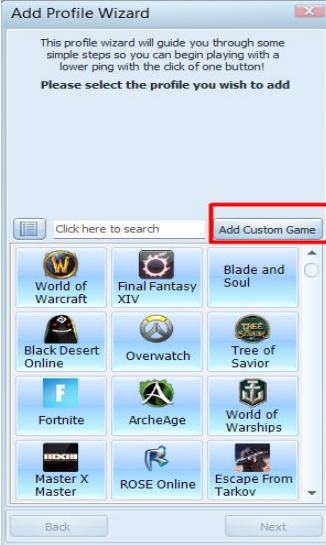 Add Profile Wizard
This profile wizard will guide you through some
simple steps so you can begin playing with a
lower ping with the click of one button!
Please select the profile you wish to add
Click here to search
Add Custom Game
World of
Warcraft
Final Fantasy
XIV
Blade and
Soul
Black Desert
Online
Overwatch
Tree of
Savior
Fortnite
ArcheAge
World of
Warships
Master X
Master
ROSE Online
Escape From
Tarkov
Back
Next